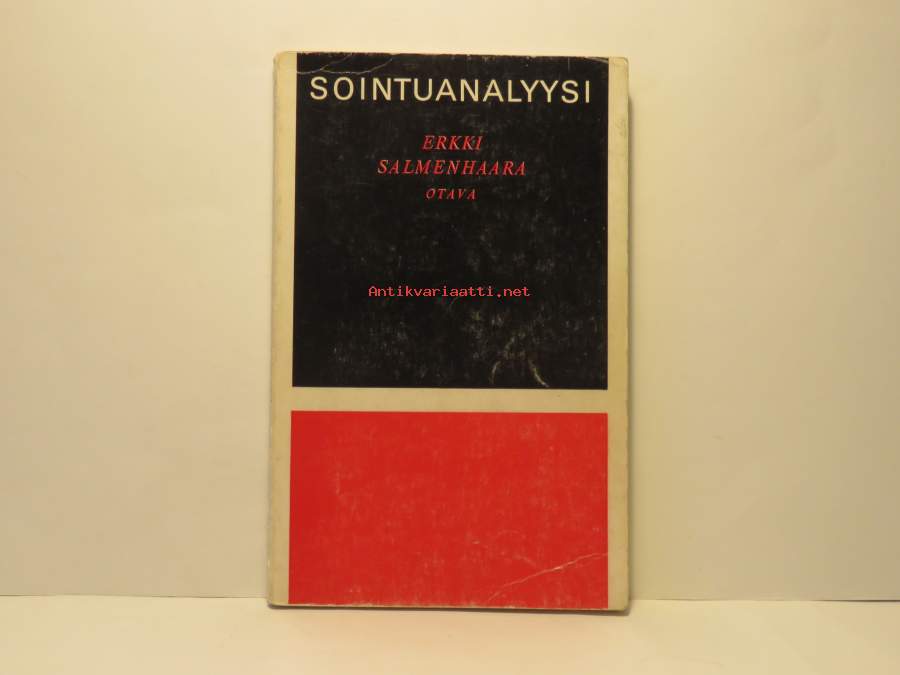 SOINTUANALYYSI
ERKKI
SALMENHAARA
OTAVA
Antikvariaatti.net